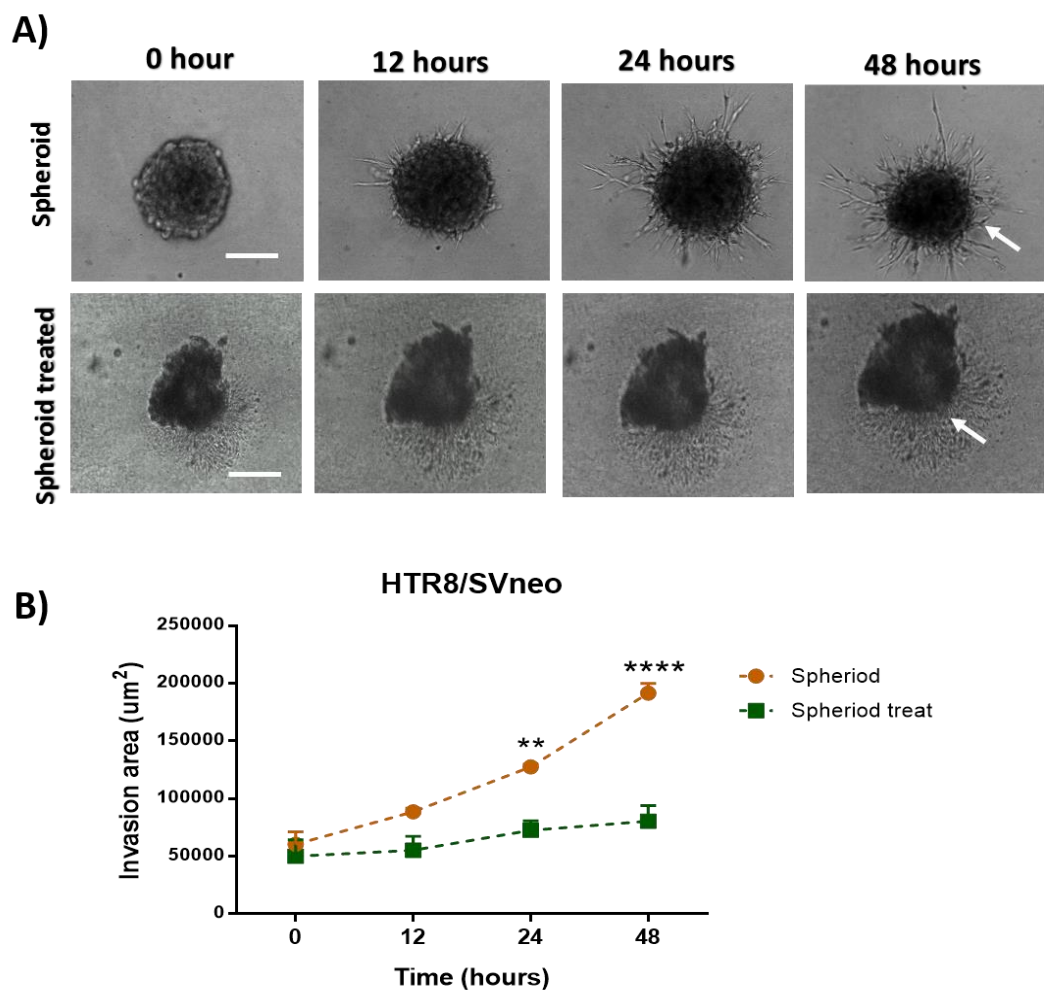 A)
0 hour
12 hours
24 hours
48 hours
Spheroid
Spheroid treated
B)
HTR8/SVneo
Invasion area (um²)
250000
200000
150000
100000
50000
0
**
****
0
12
24
48
Time (hours)
Spheriod
Spheriod treat